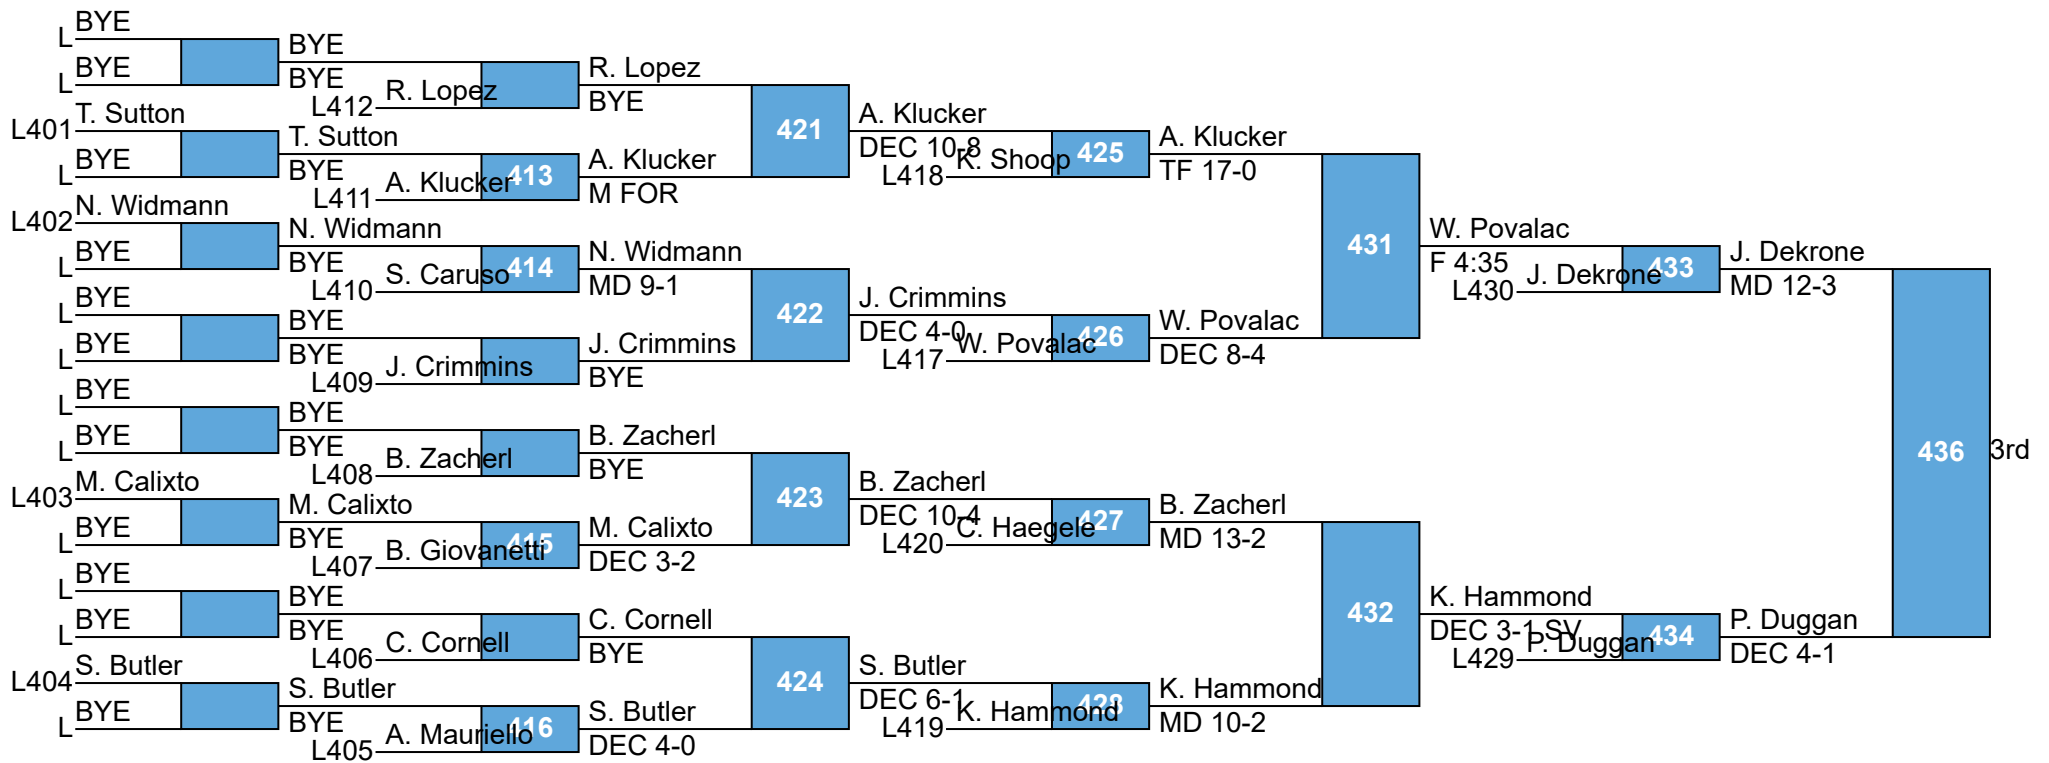 BYE
L
BYE
L
T. Sutton
L401
BYE
L
N. Widmann
L402
BYE
L
BYE
L
BYE
L
BYE
L
BYE
L
M. Calixto
L403
BYE
L
BYE
L
BYE
L
S. Butler
L404
BYE
L
BYE
BYE
R. Lopez
L412
T. Sutton
BYE
A. Klucker
L411
413
N. Widmann
BYE
S. Caruso
L410
414
BYE
BYE
J. Crimmins
L409
BYE
BYE
B. Zacherl
L408
M. Calixto
BYE
B. Giovanetti
L407
415
BYE
BYE
C. Cornell
L406
S. Butler
BYE
A. Mauriello
L405
416
R. Lopez
BYE
421
A. Klucker
M FOR
N. Widmann
MD 9-1
422
J. Crimmins
BYE
B. Zacherl
BYE
423
M. Calixto
DEC 3-2
C. Cornell
BYE
424
S. Butler
DEC 4-0
A. Klucker
DEC 10-8
K. Shoop
L418
425
J. Crimmins
DEC 4-0
W. Povalac
L417
426
B. Zacherl
DEC 10-4
C. Haegele
L420
427
S. Butler
DEC 6-1
K. Hammond
L419
428
A. Klucker
TF 17-0
431
W. Povalac
DEC 8-4
B. Zacherl
MD 13-2
432
K. Hammond
MD 10-2
W. Povalac
F 4:35
J. Dekrone
L430
433
K. Hammond
DEC 3-1 SV
P. Duggan
L429
434
J. Dekrone
MD 12-3
436
3rd
P. Duggan
DEC 4-1